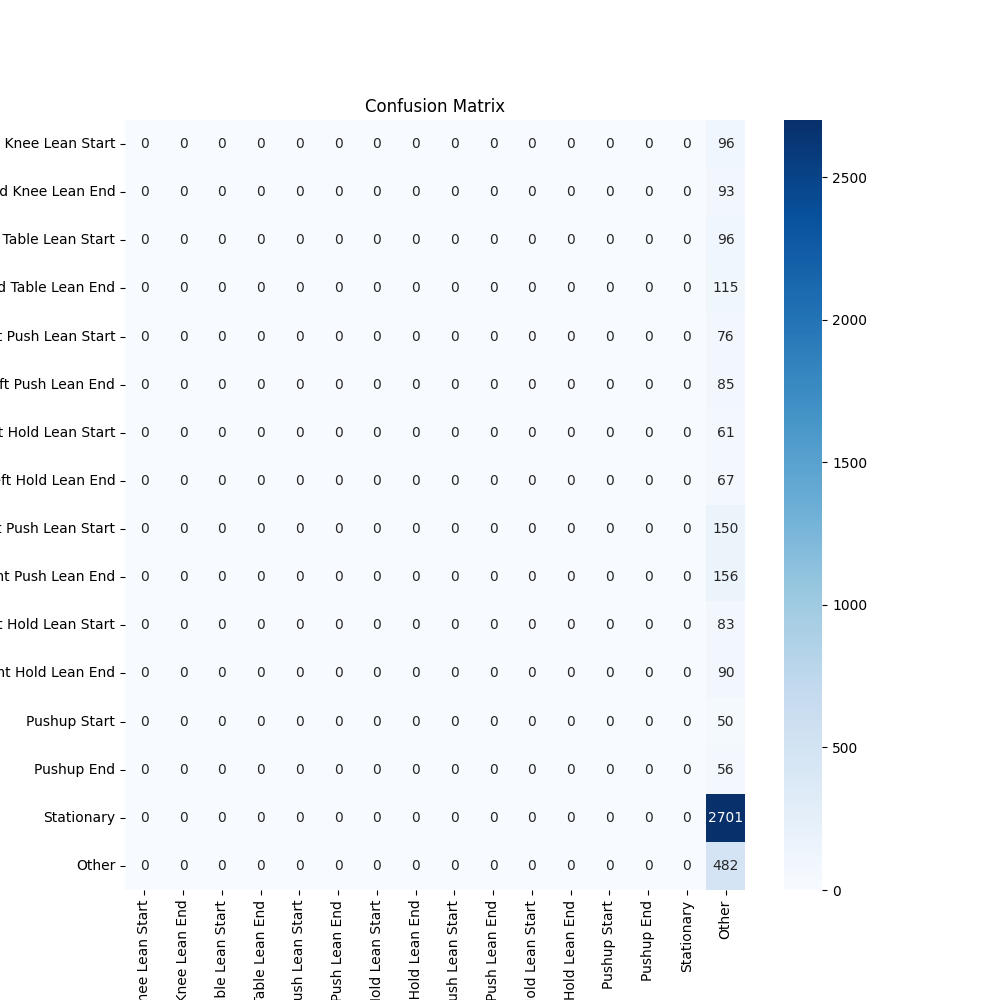 Confusion Matrix
Knee Lean Start 0 0 0 0 0 0 0 0 0 0 0 0 0 0 0 96
d Knee Lean End 0 0 0 0 0 0 0 0 0 0 0 0 0 0 0 93
Table Lean Start 0 0 0 0 0 0 0 0 0 0 0 0 0 0 0 96
d Table Lean End 0 0 0 0 0 0 0 0 0 0 0 0 0 0 0 115
t Push Lean Start 0 0 0 0 0 0 0 0 0 0 0 0 0 0 0 76
ft Push Lean End 0 0 0 0 0 0 0 0 0 0 0 0 0 0 0 85
t Hold Lean Start 0 0 0 0 0 0 0 0 0 0 0 0 0 0 0 61
ft Hold Lean End 0 0 0 0 0 0 0 0 0 0 0 0 0 0 0 67
t Push Lean Start 0 0 0 0 0 0 0 0 0 0 0 0 0 0 0 150
nt Push Lean End 0 0 0 0 0 0 0 0 0 0 0 0 0 0 0 156
t Hold Lean Start 0 0 0 0 0 0 0 0 0 0 0 0 0 0 0 83
nt Hold Lean End 0 0 0 0 0 0 0 0 0 0 0 0 0 0 0 90
Pushup Start 0 0 0 0 0 0 0 0 0 0 0 0 0 0 0 50
Pushup End 0 0 0 0 0 0 0 0 0 0 0 0 0 0 0 56
Stationary 0 0 0 0 0 0 0 0 0 0 0 0 0 0 0 2701
Other 0 0 0 0 0 0 0 0 0 0 0 0 0 0 0 482
nee Lean Start
Knee Lean End
ble Lean Start
Table Lean End
ush Lean Start
Push Lean End
old Lean Start
Hold Lean End
ush Lean Start
Push Lean End
old Lean Start
Hold Lean End
Pushup Start
Pushup End
Stationary
Other
2500
2000
1500
1000
500
0